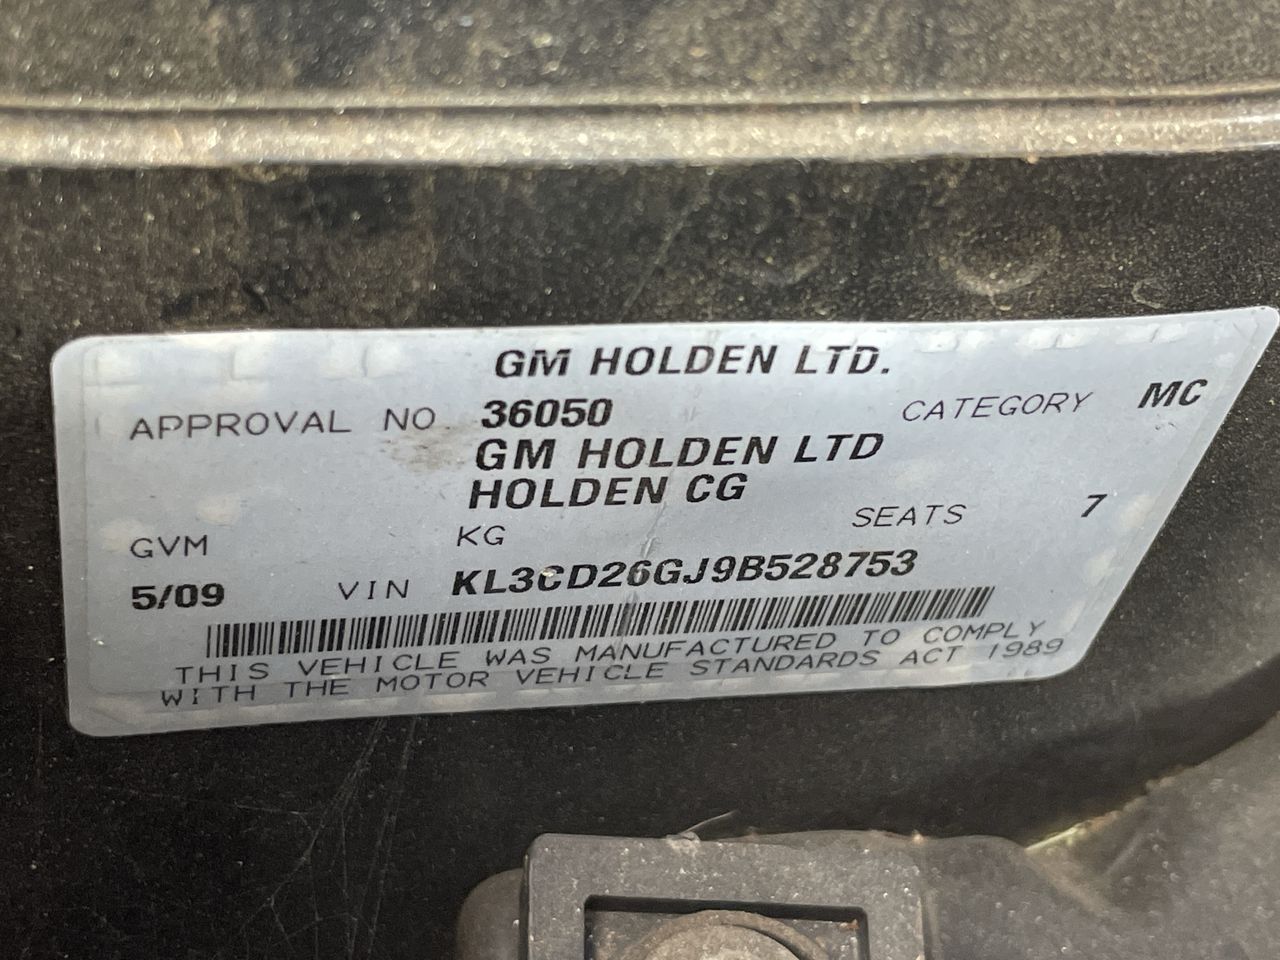 GM HOLDEN LTD.
APPROVAL NO 36050 CATEGORY MC
GM HOLDEN LTD
HOLDEN CG
GVM KG SEATS 7
5/09 VIN KL3CD26GJ9B528753
THIS VEHICLE WAS MANUFACTURED TO COMPLY
WITH THE MOTOR VEHICLE STANDARDS ACT 1989